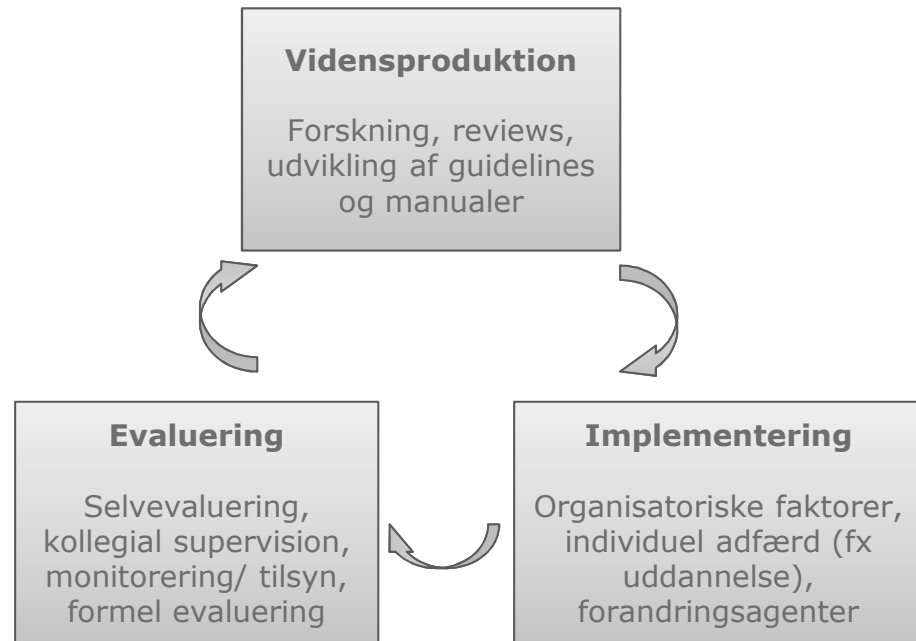 Vidensproduktion
Forskning, reviews,
udvikling af guidelines
og manualer
Evaluering
Selvevaluering,
kollegial supervision,
monitorering/ tilsyn,
formel evaluering
Implementering
Organisatoriske faktorer,
individuel adfærd (fx
uddannelse),
forandringsagenter